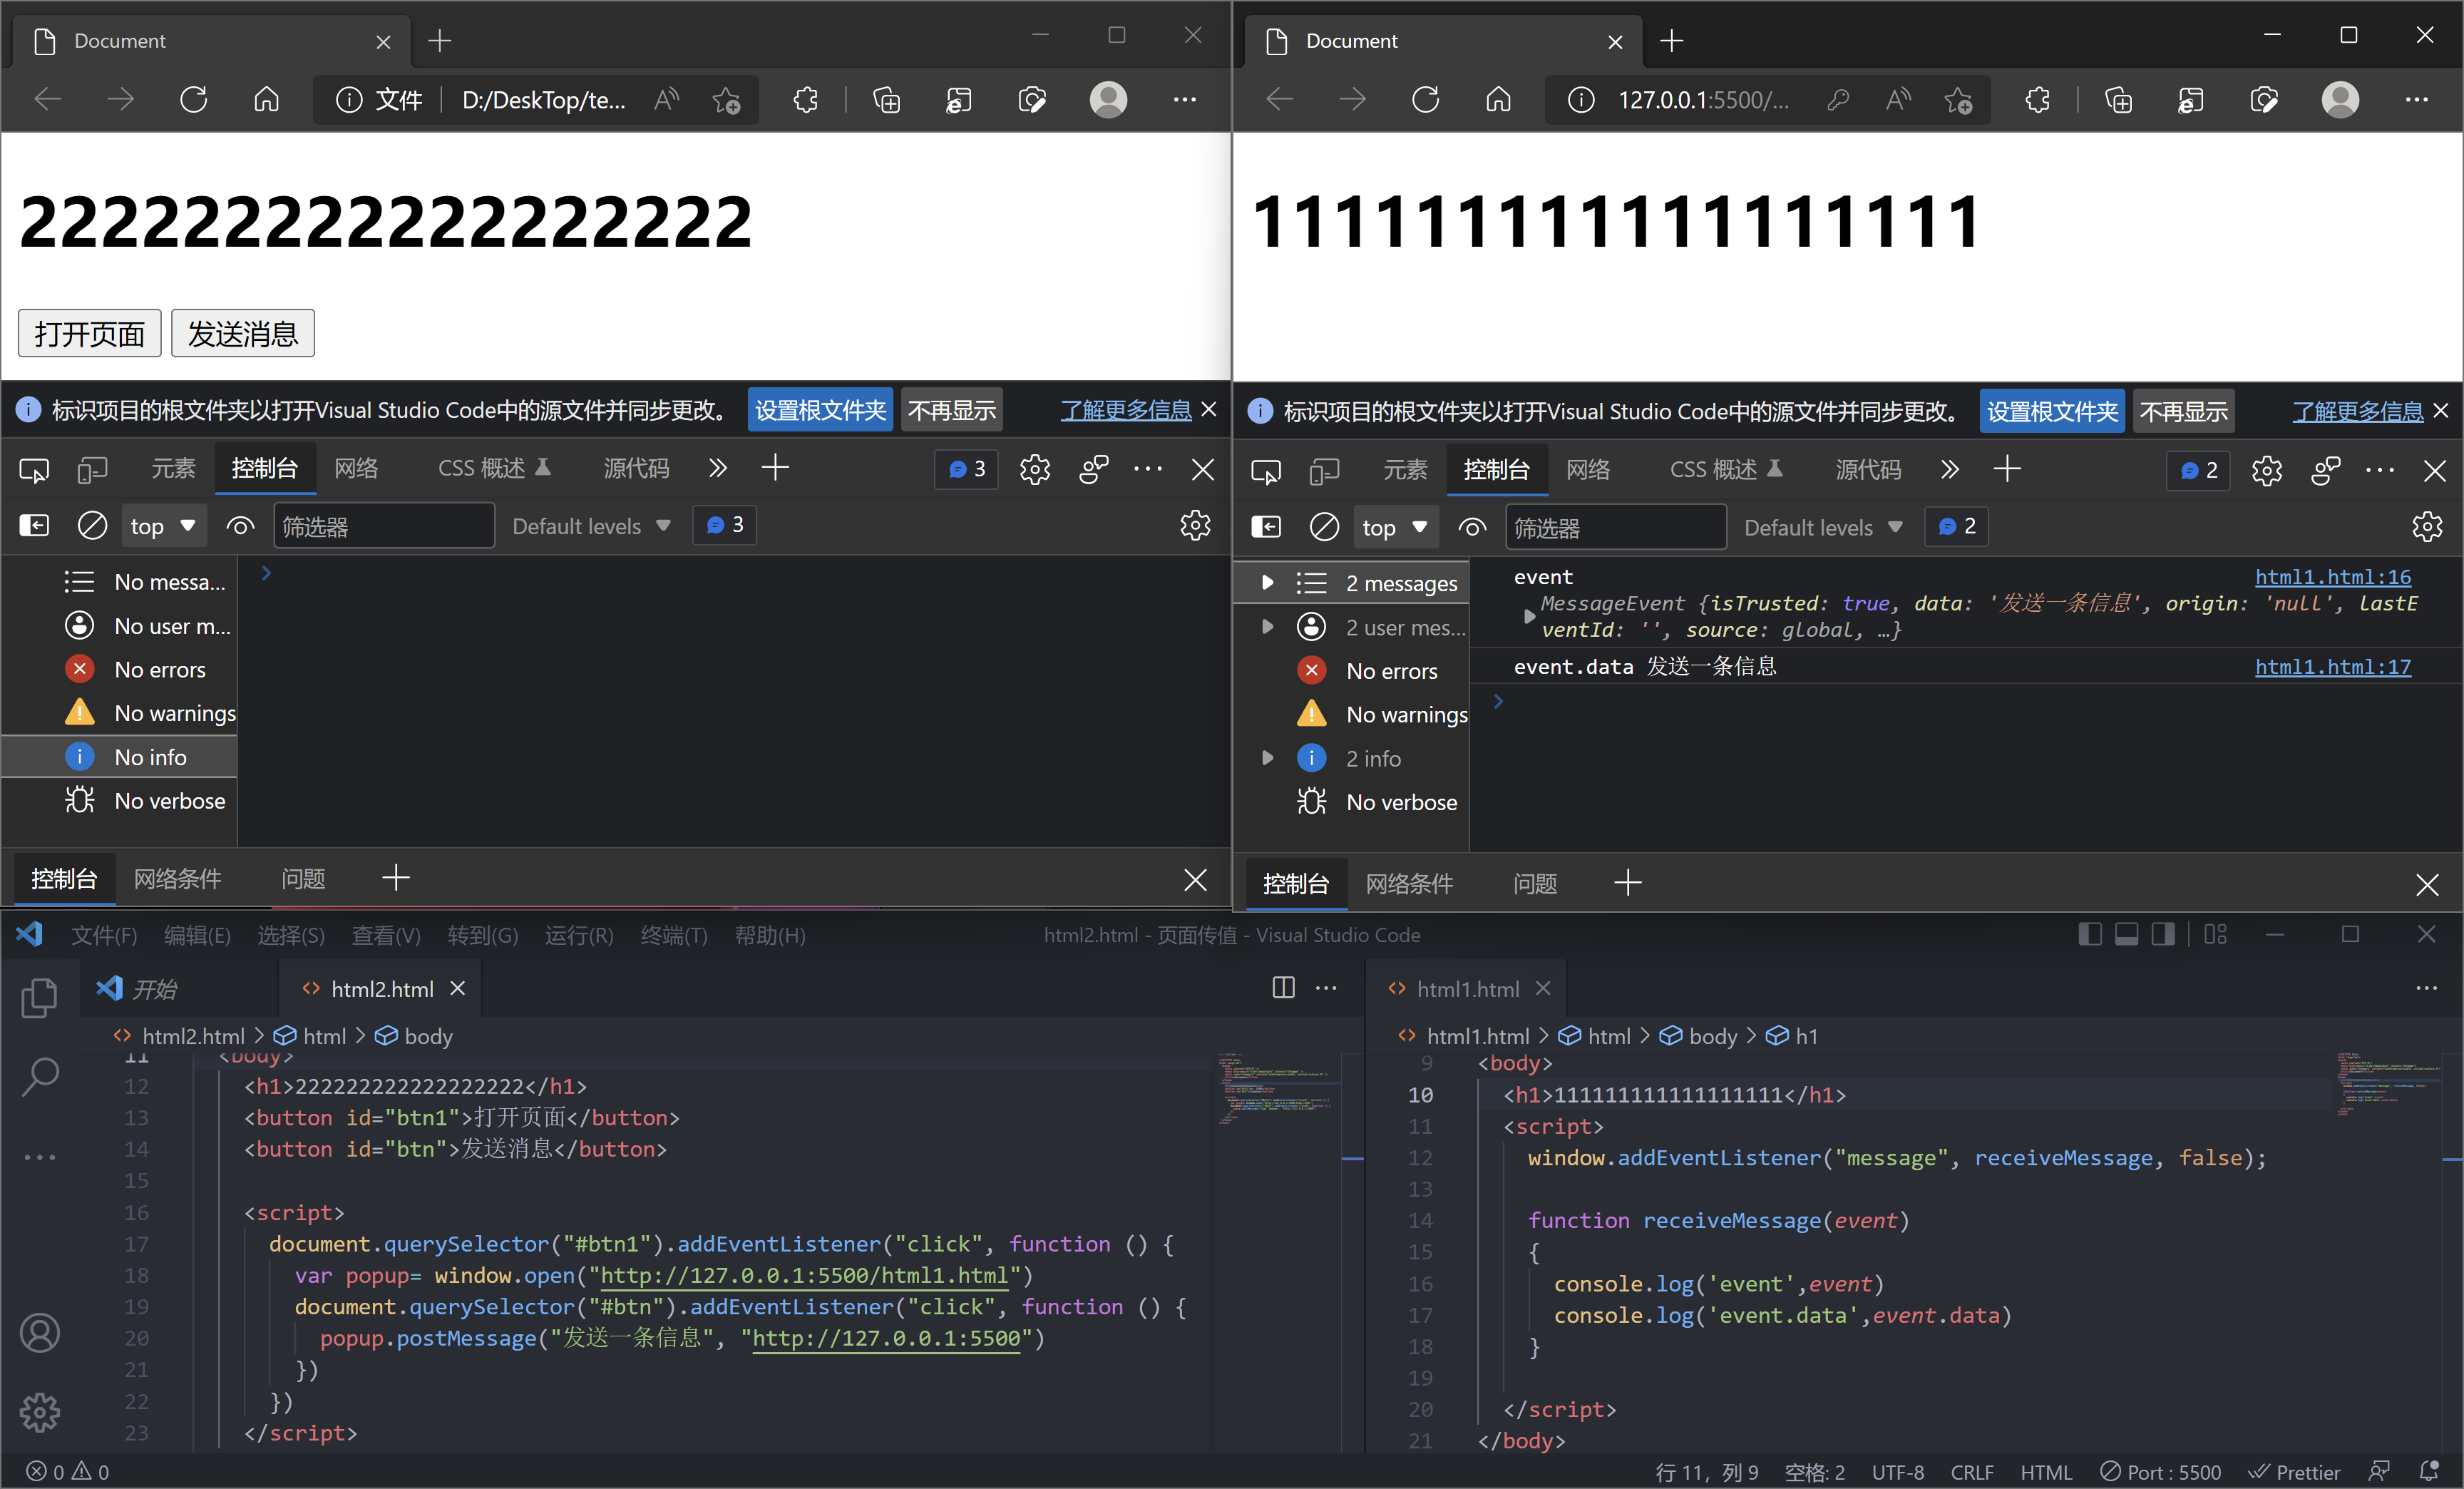 Document
文件 D:/DeskTop/te...
222222222222222222
打开页面 发送消息
标识项目的根文件夹以打开Visual Studio Code中的源文件并同步更改。 设置根文件夹 不再显示 了解更多信息
元素 控制台 网络 CSS 概述 源代码 3
top 筛选器 Default levels 3
No messa...
No user m...
No errors
No warnings
No info
No verbose
控制台 网络条件 问题
Document
127.0.0.1:5500/...
111111111111111111
标识项目的根文件夹以打开Visual Studio Code中的源文件并同步更改。 设置根文件夹 不再显示 了解更多信息
元素 控制台 网络 CSS 概述 源代码 2
top 筛选器 Default levels 2
2 messages
2 user mes...
No errors
No warnings
2 info
No verbose
event html1.html:16
MessageEvent {isTrusted: true, data: '发送一条信息', origin: 'null', lastE
ventId: '', source: global, …}
event.data 发送一条信息 html1.html:17
控制台 网络条件 问题
文件(F) 编辑(E) 选择(S) 查看(V) 转到(G) 运行(R) 终端(T) 帮助(H) html2.html - 页面传值 - Visual Studio Code
开始 html2.html
html2.html > html > body
11 <body>
12 <h1>222222222222222222</h1>
13 <button id="btn1">打开页面</button>
14 <button id="btn">发送消息</button>
15
16 <script>
17 document.querySelector("#btn1").addEventListener("click", function () {
18 var popup= window.open("http://127.0.0.1:5500/html1.html")
19 document.querySelector("#btn").addEventListener("click", function () {
20 popup.postMessage("发送一条信息", "http://127.0.0.1:5500")
21 })
22 })
23 </script>
html1.html
html1.html > html > body > h1
9 <body>
10 <h1>111111111111111111</h1>
11 <script>
12 window.addEventListener("message", receiveMessage, false);
13
14 function receiveMessage(event)
15 {
16 console.log('event',event)
17 console.log('event.data',event.data)
18 }
19
20 </script>
21 </body>
0 0 行 11，列 9 空格: 2 UTF-8 CRLF HTML Port : 5500 Prettier